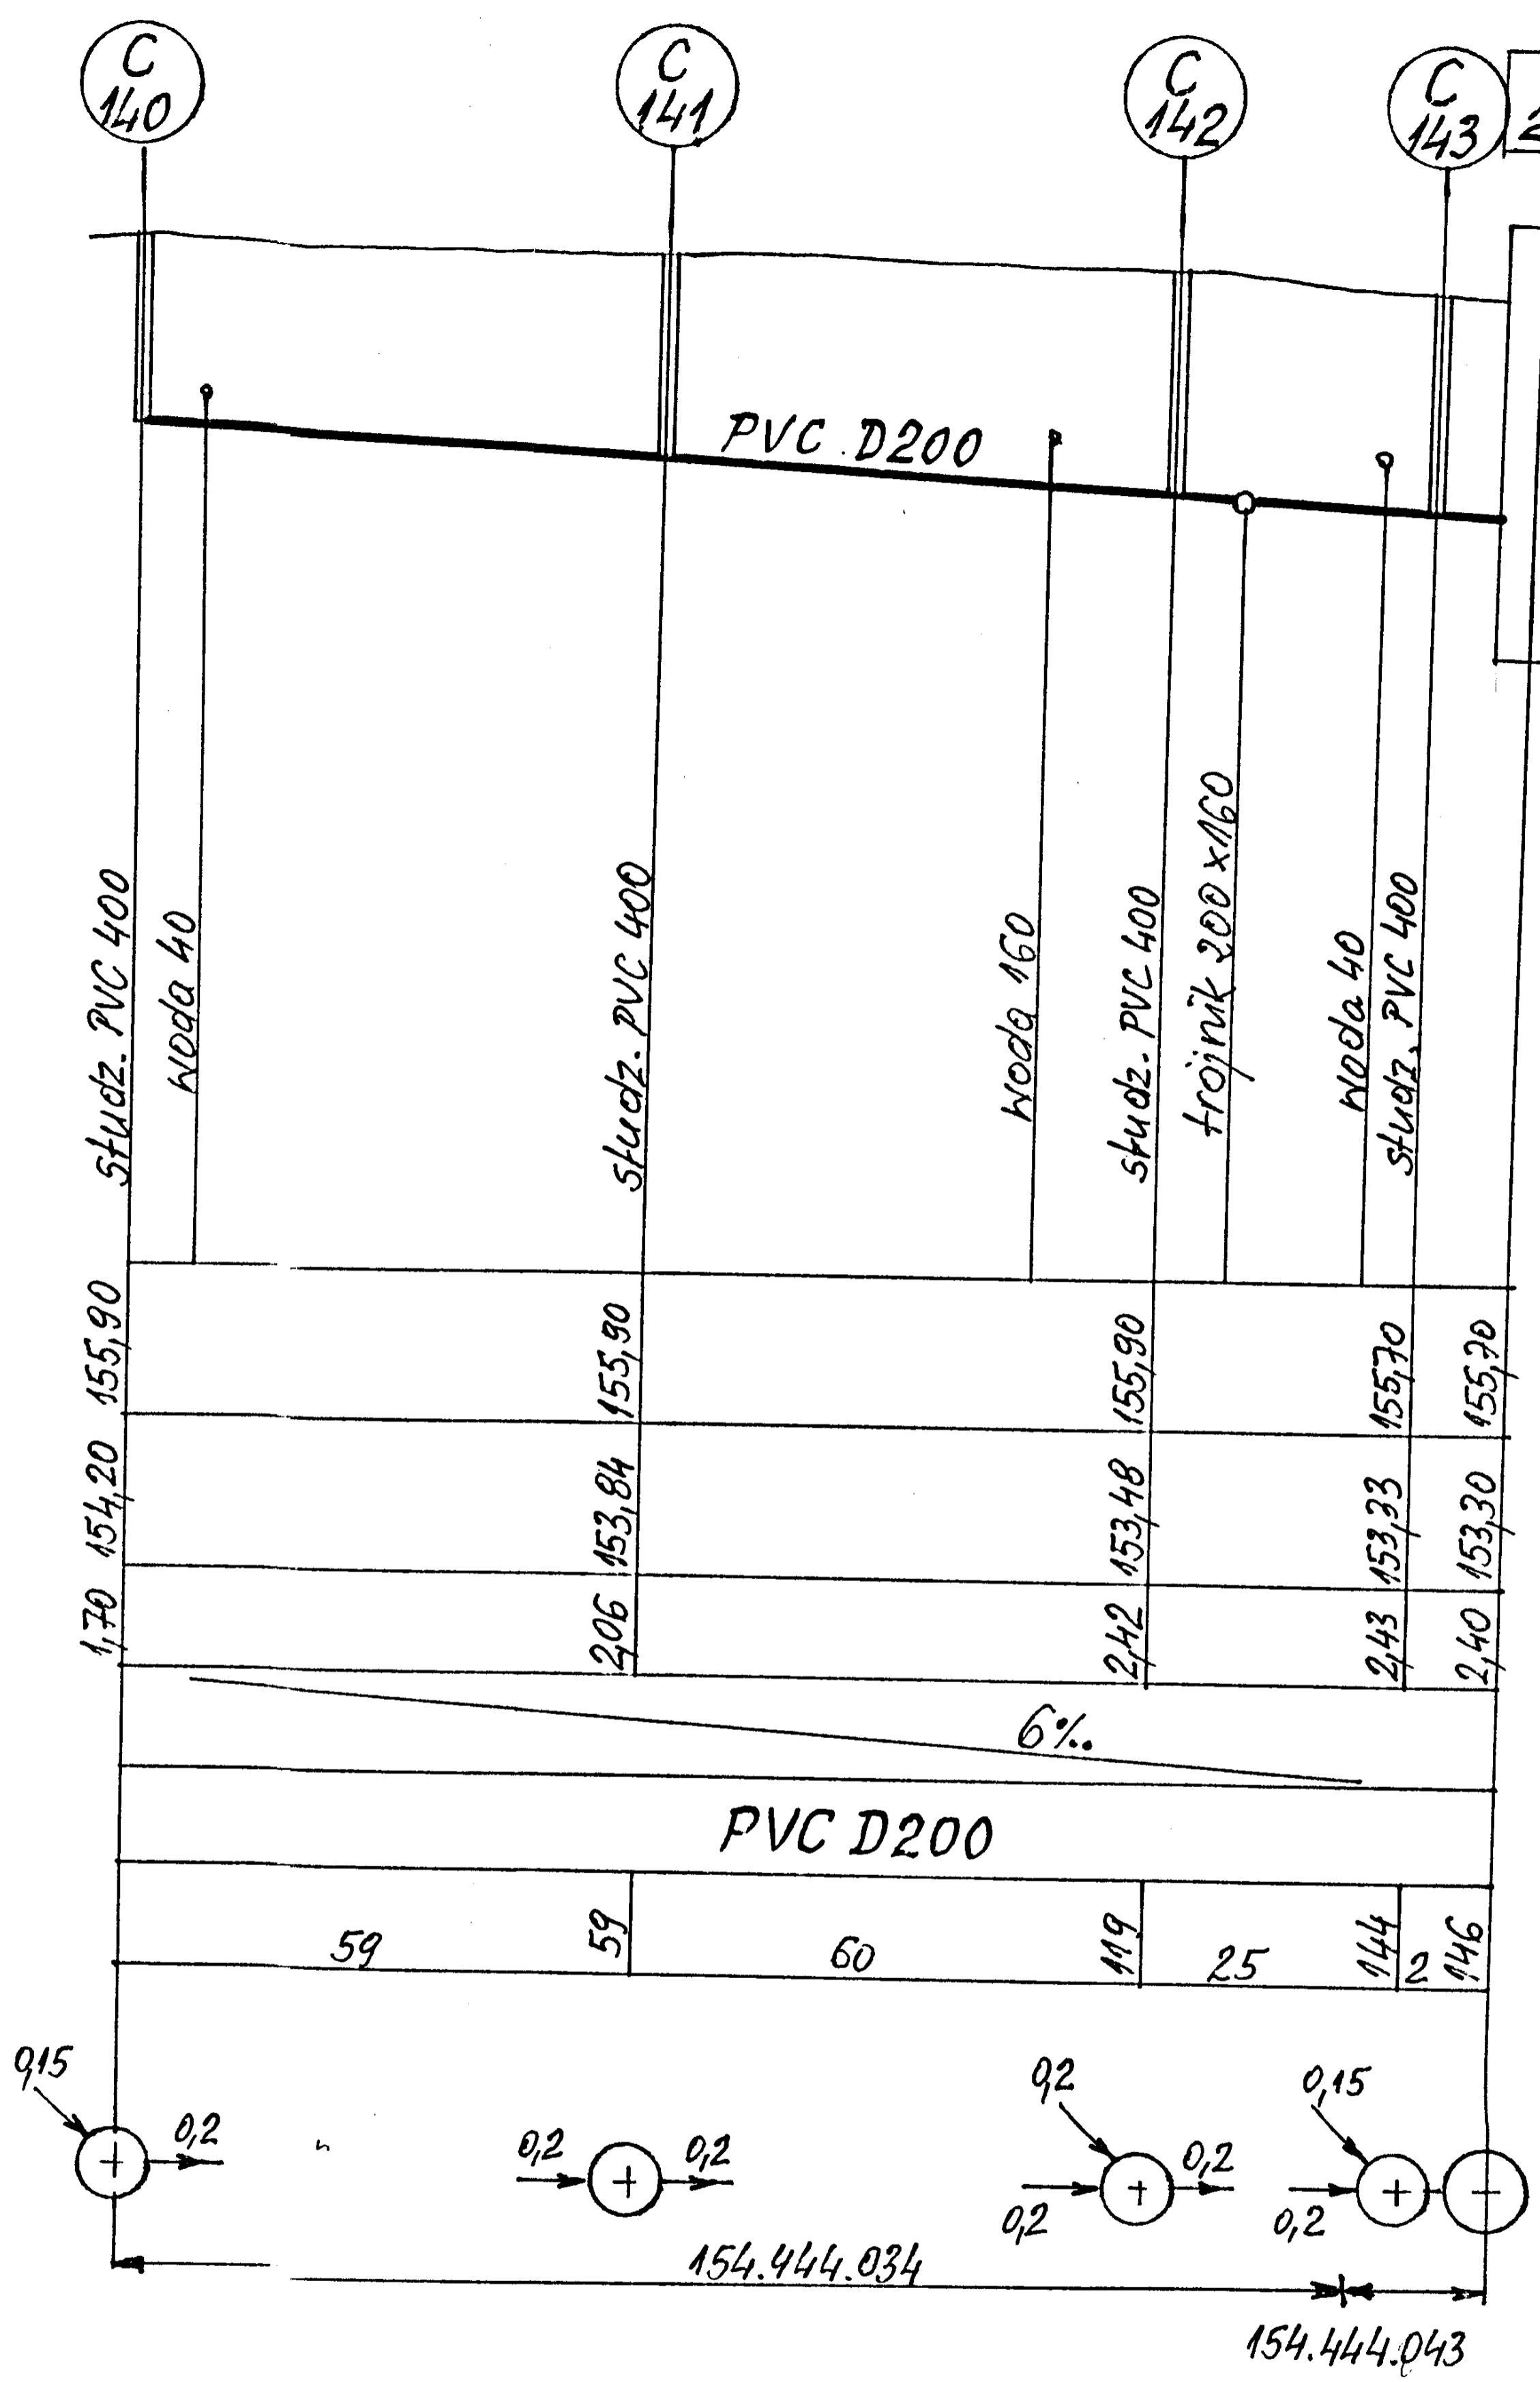 C
140
C
141
C
142
C
143
PVC D200
studz. PVC 400
woda 40
studz. PVC 400
woda 160
studz. PVC 400
trójnik 200x160
woda 40
studz. PVC 400
155,90
155,90
155,90
155,70
155,70
154,20
153,84
153,48
153,33
153,30
1,70
2,06
2,42
2,43
2,40
6‰
PVC D200
59
59
60
119
25
144
2
146
0,15
0,2
0,2
0,2
0,2
0,2
0,2
0,15
0,2
154.444.034
154.444.043